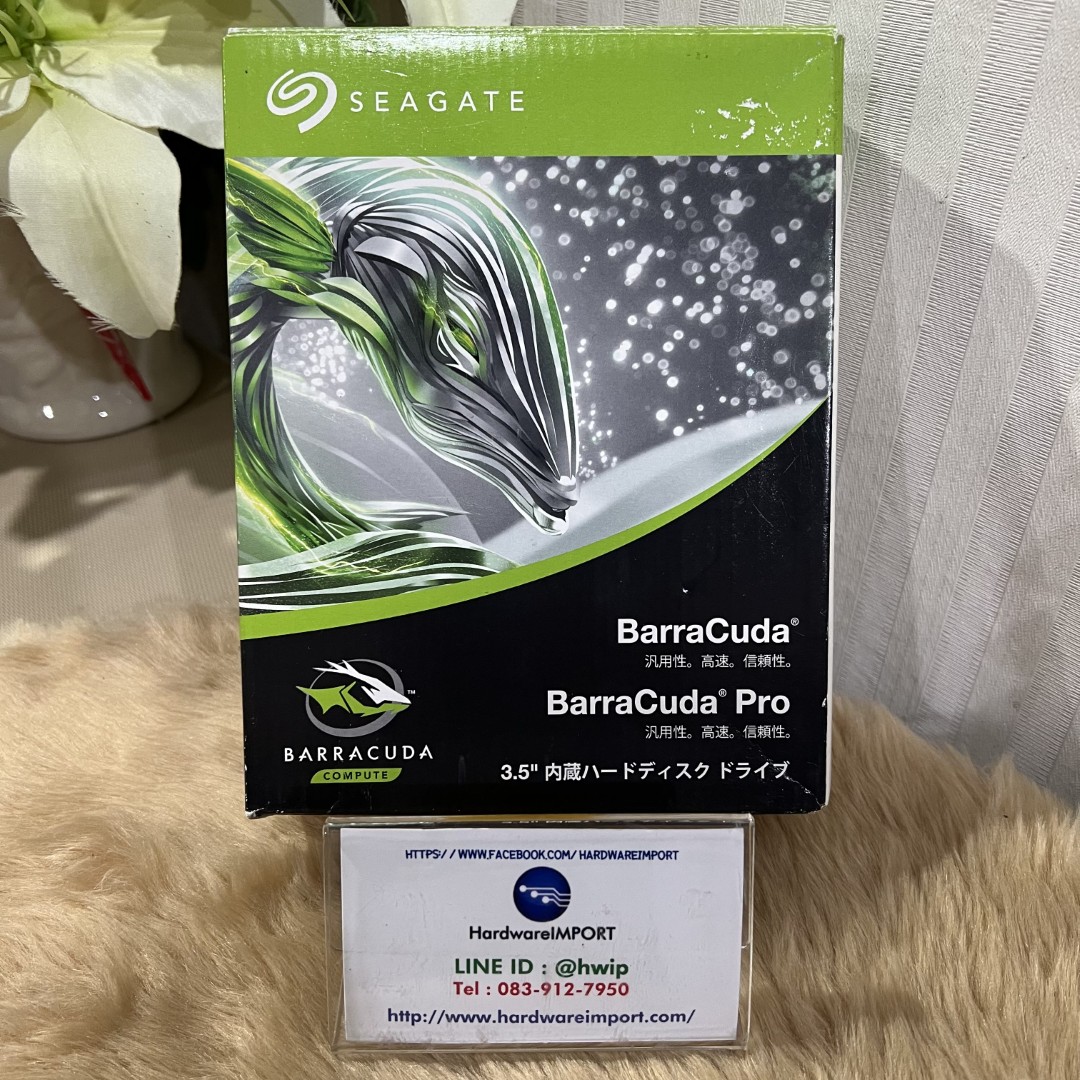 SEAGATE
BarraCuda®
汎用性。高速。信頼性。
BarraCuda® Pro
汎用性。高速。信頼性。
3.5" 内蔵ハードディスク ドライブ
BARRACUDA™
COMPUTE
HTTPS//WWW.FACEBOOK.COM/HARDWAREIMPORT
HardwareIMPORT
LINE ID : @hwip
Tel : 083-912-7950
http://www.hardwareimport.com/